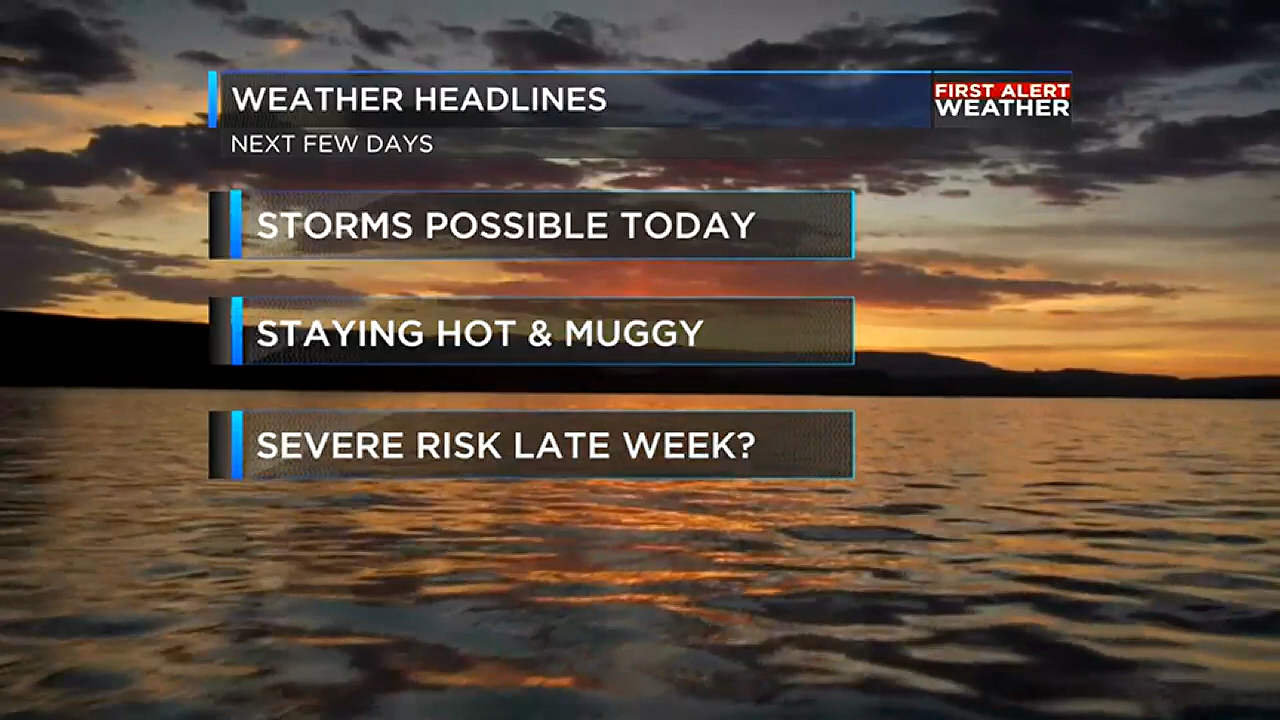 WEATHER HEADLINES
FIRST ALERT
WEATHER
NEXT FEW DAYS
STORMS POSSIBLE TODAY
STAYING HOT & MUGGY
SEVERE RISK LATE WEEK?